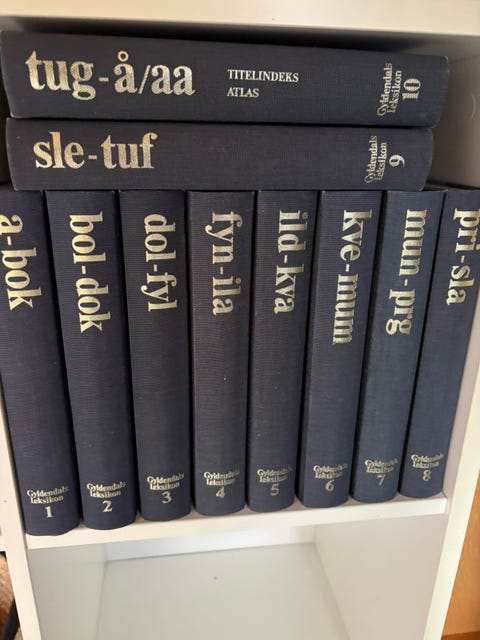 tug-å/aa
TITELINDEKS
ATLAS
Gyldendals
Leksikon
10
sle-tuf
Gyldendals
Leksikon
9
a-bok
Gyldendals
Leksikon
1
bol-dok
Gyldendals
Leksikon
2
dol-fyl
Gyldendals
Leksikon
3
fyn-ila
Gyldendals
Leksikon
4
ild-kva
Gyldendals
Leksikon
5
kve-mum
Gyldendals
Leksikon
6
mun-prg
Gyldendals
Leksikon
7
pri-sla
Gyldendals
Leksikon
8